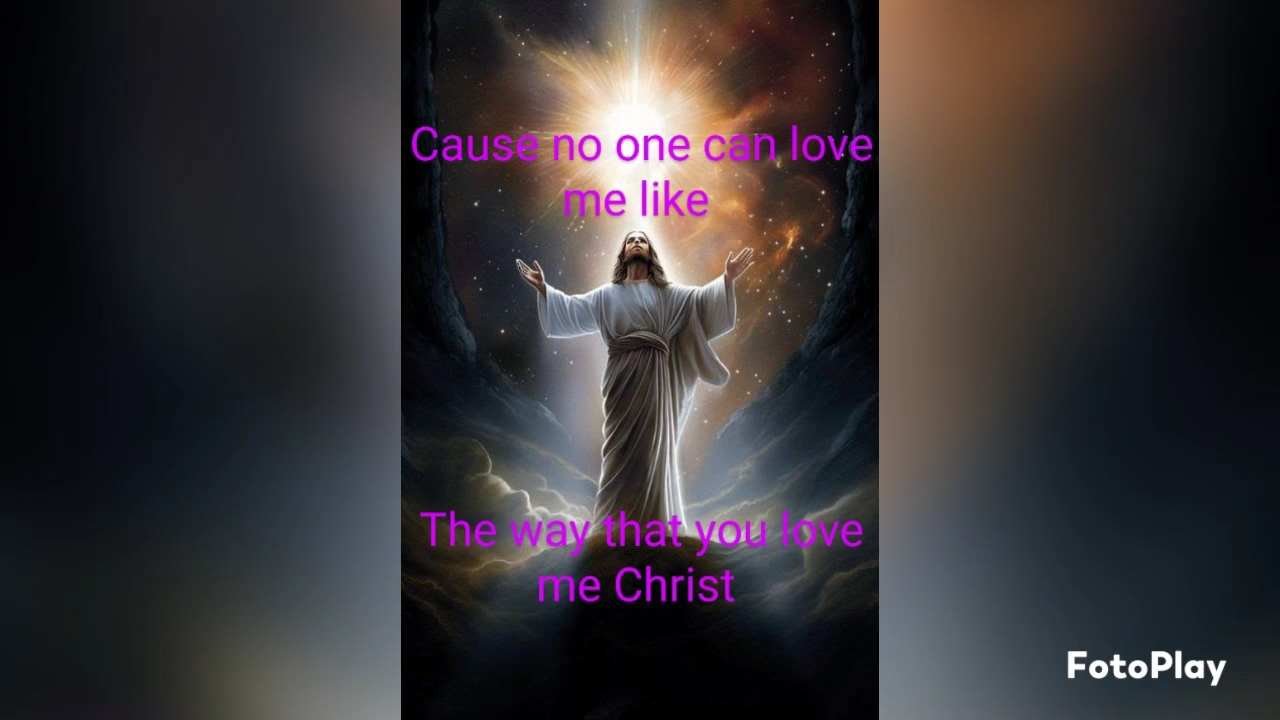 Cause no one can love
me like
The way that you love
me Christ
FotoPlay